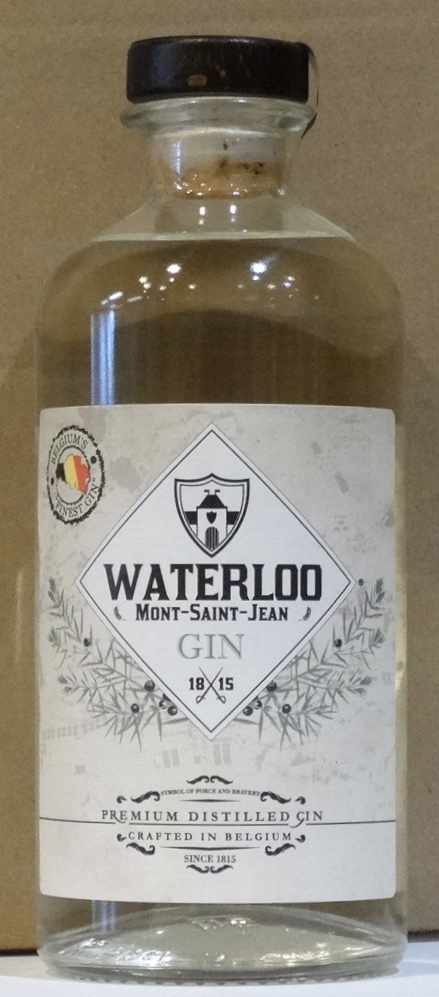 BELGIUM'S
"FINEST GIN"
WATERLOO
MONT-SAINT-JEAN
GIN
18 15
SYMBOL OF FORCE AND BRAVERY
PREMIUM DISTILLED GIN
CRAFTED IN BELGIUM
SINCE 1815